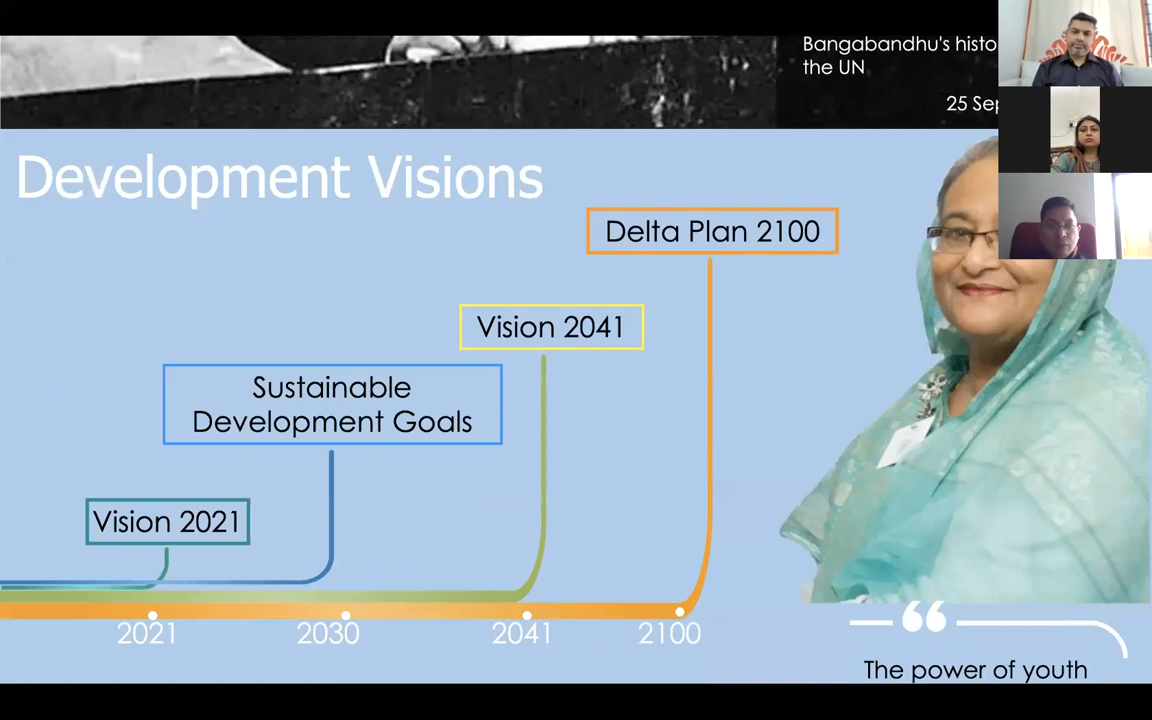 Bangabandhu's histo
the UN
25 Sep
Development Visions
Delta Plan 2100
Vision 2041
Sustainable
Development Goals
Vision 2021
2021
2030
2041
2100
The power of youth